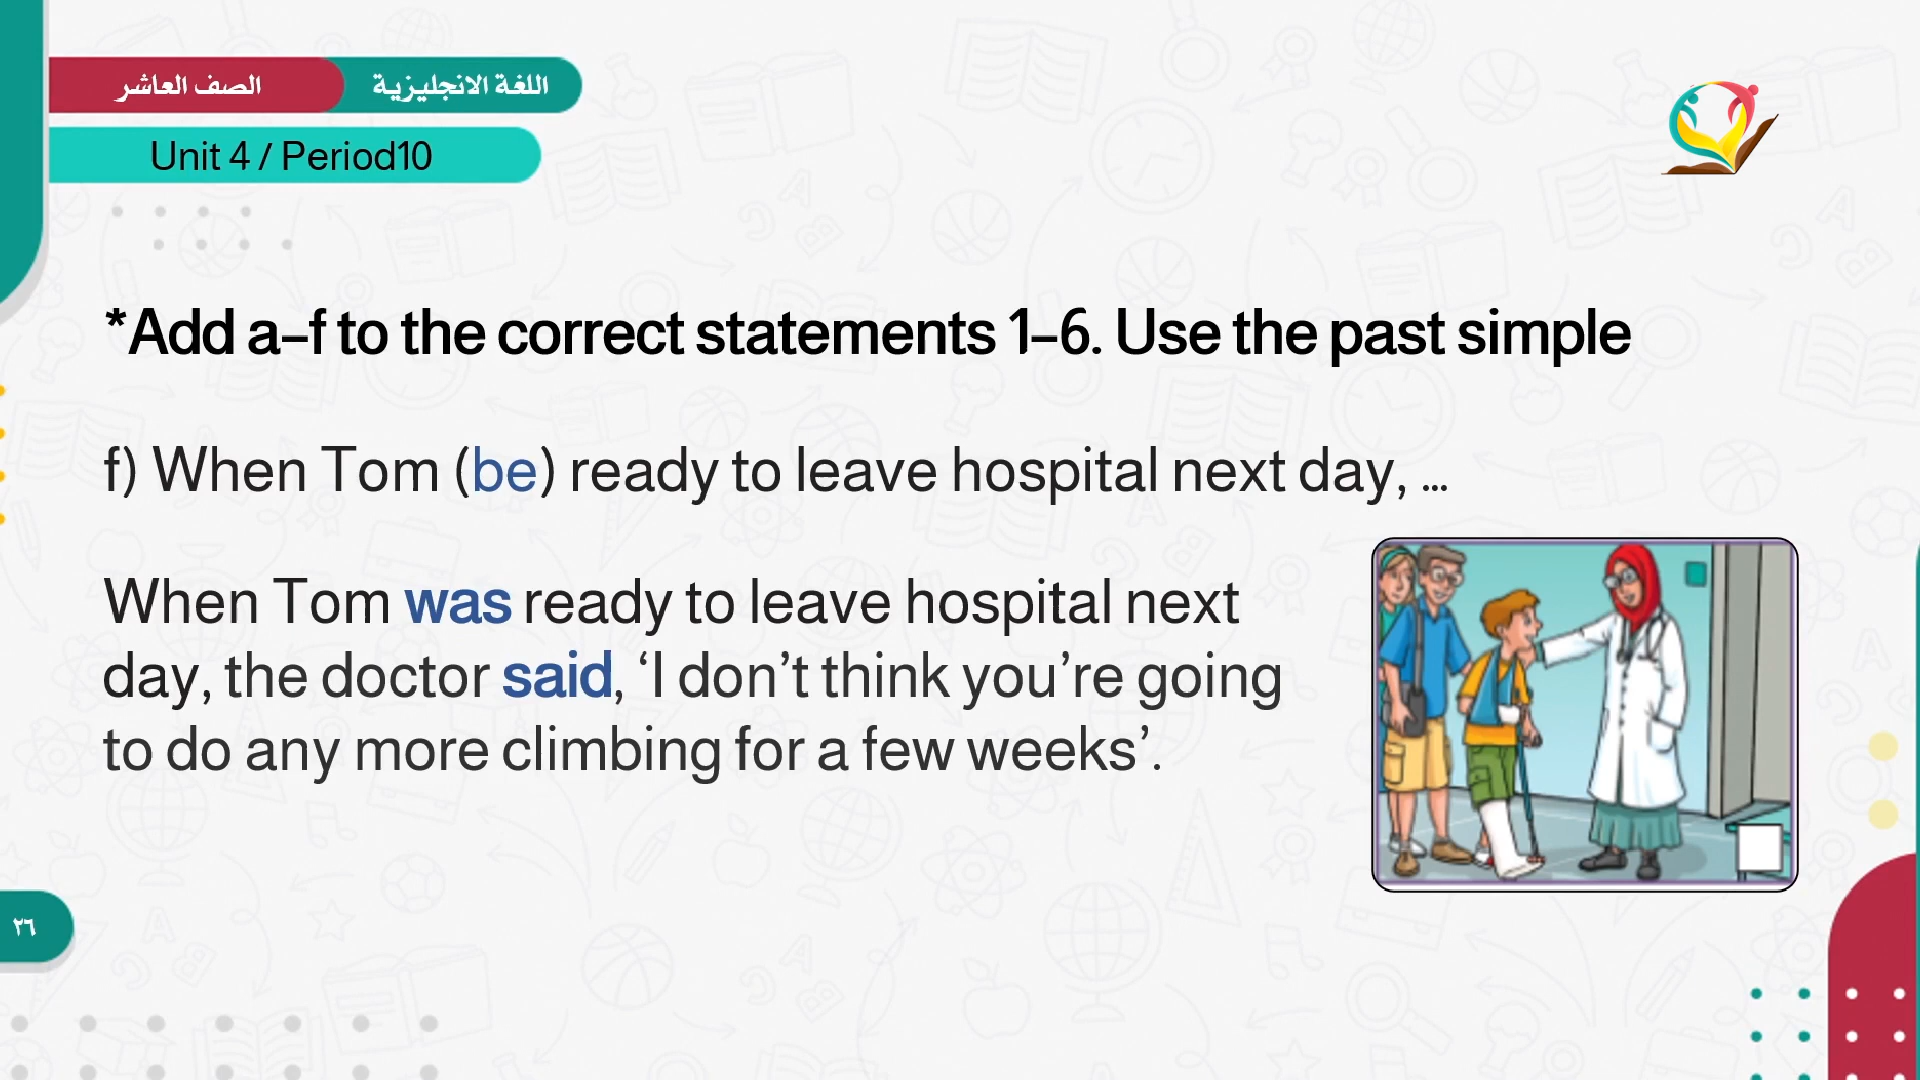 اللغة الانجليزية
الصف العاشر
Unit 4 / Period10
*Add a–f to the correct statements 1–6. Use the past simple
f) When Tom (be) ready to leave hospital next day, ...
When Tom was ready to leave hospital next
day, the doctor said, ‘I don’t think you’re going
to do any more climbing for a few weeks’.
٢٦